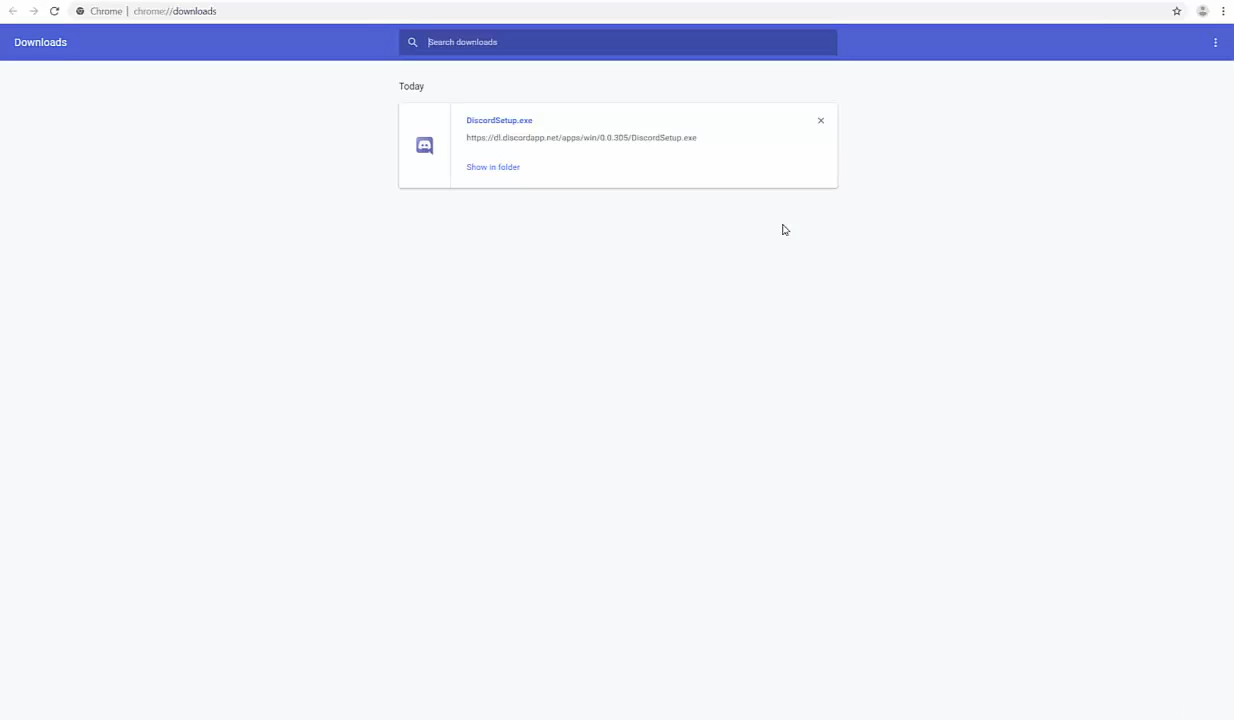 Chrome | chrome://downloads
Downloads
Search downloads
Today
DiscordSetup.exe
https://dl.discordapp.net/apps/win/0.0.305/DiscordSetup.exe
Show in folder